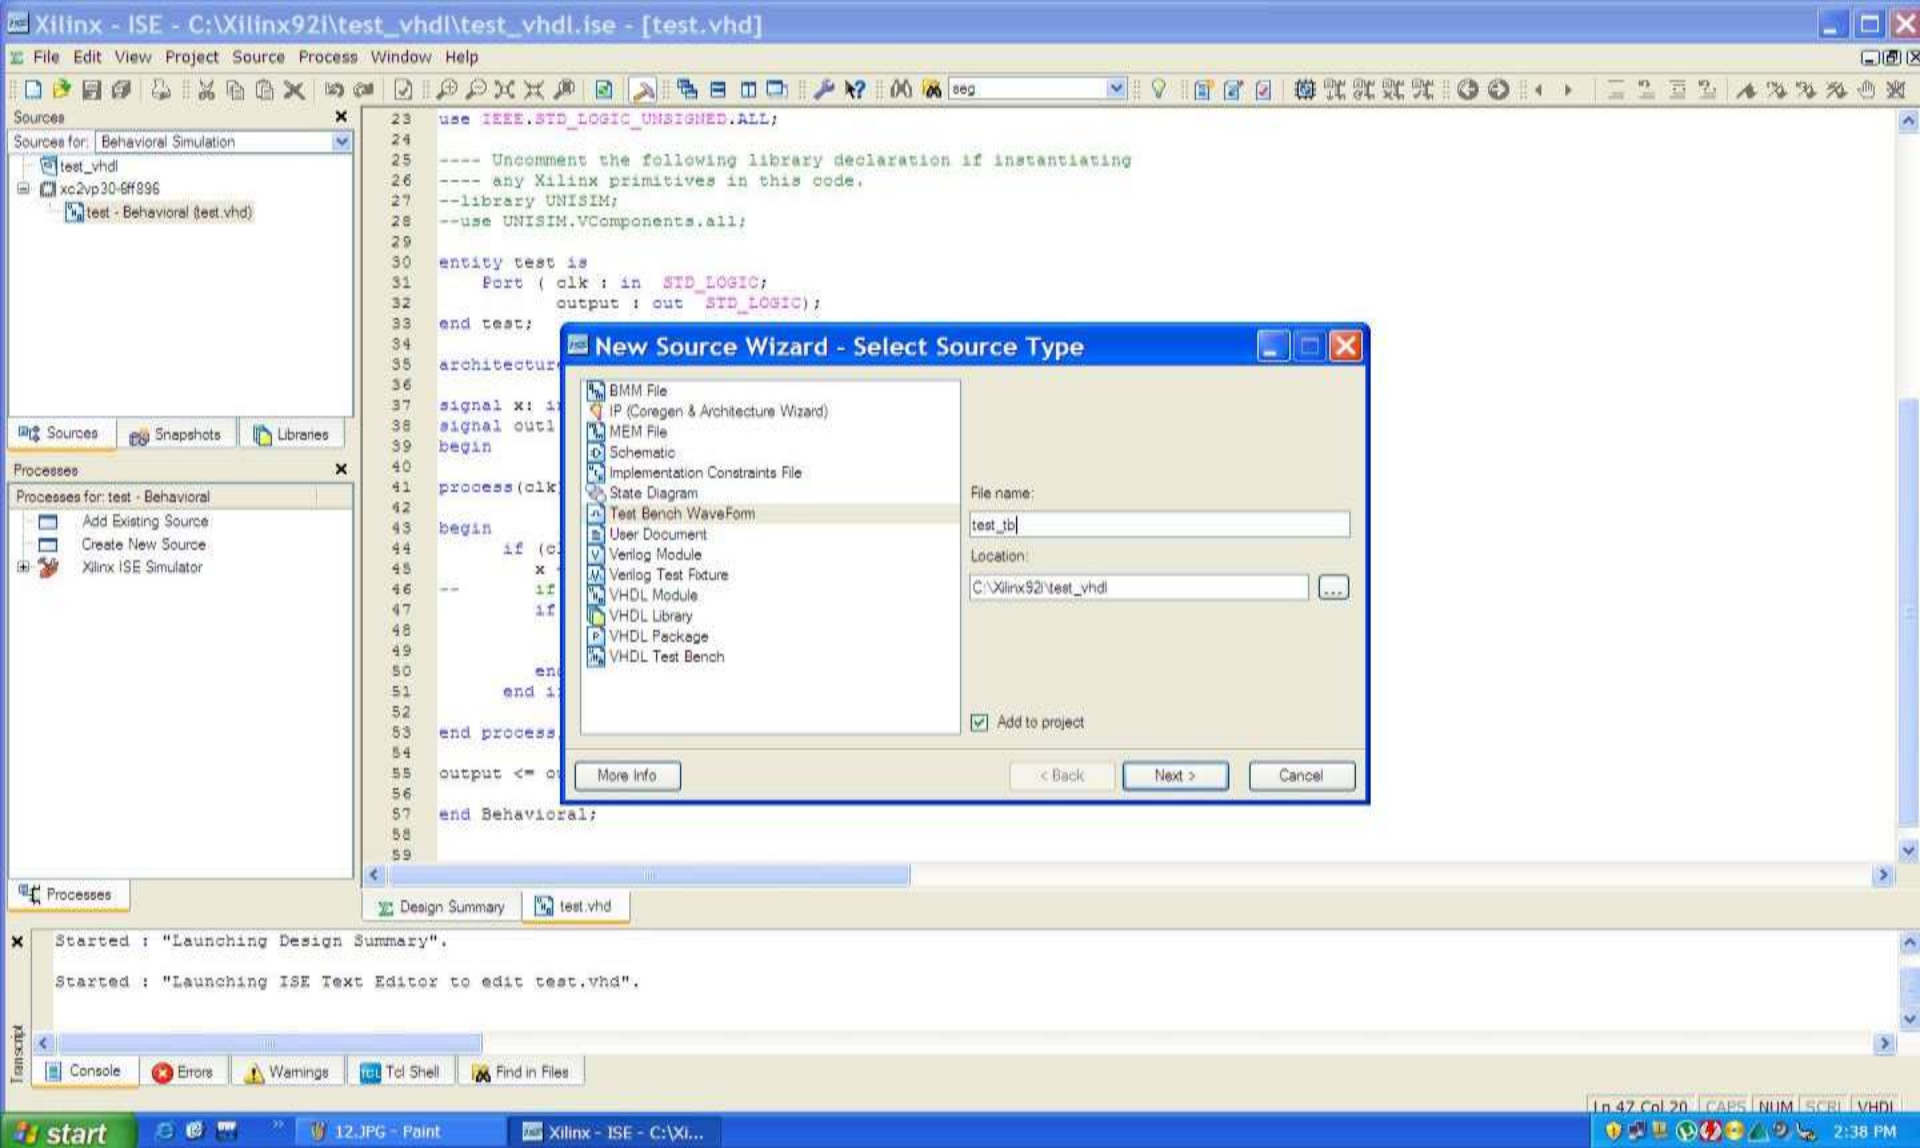 Xilinx - ISE - C:\Xilinx92i\test_vhdl\test_vhdl.ise - [test.vhd]
File Edit View Project Source Process Window Help
seg
Sources
Sources for: Behavioral Simulation
test_vhdl
xc2vp30-6ff896
test - Behavioral (test.vhd)
Sources Snapshots Libraries
Processes
Processes for: test - Behavioral
Add Existing Source
Create New Source
Xilinx ISE Simulator
Processes
23 use IEEE.STD_LOGIC_UNSIGNED.ALL;
24
25 ---- Uncomment the following library declaration if instantiating
26 ---- any Xilinx primitives in this code.
27 --library UNISIM;
28 --use UNISIM.VComponents.all;
29
30 entity test is
31 Port ( clk : in STD_LOGIC;
32 output : out STD_LOGIC);
33 end test;
34
35 architecture
36
37 signal x: i
38 signal out1
39 begin
40
41 process(clk
42
43 begin
44 if (c
45 x
46 -- if
47 if
48
49
50 end
51 end i
52
53 end process
54
55 output <= o
56
57 end Behavioral;
58
59
New Source Wizard - Select Source Type
BMM File
IP (Coregen & Architecture Wizard)
MEM File
Schematic
Implementation Constraints File
State Diagram
Test Bench WaveForm
User Document
Verilog Module
Verilog Test Fixture
VHDL Module
VHDL Library
VHDL Package
VHDL Test Bench
File name:
test_tb
Location:
C:\Xilinx92i\test_vhdl
...
Add to project
More Info < Back Next > Cancel
Design Summary test.vhd
Started : "Launching Design Summary".
Started : "Launching ISE Text Editor to edit test.vhd".
Transcript
Console Errors Warnings Tcl Shell Find in Files
Ln 47 Col 20 CAPS NUM SCRL VHDL
start 12.JPG - Paint Xilinx - ISE - C:\Xi... 2:38 PM